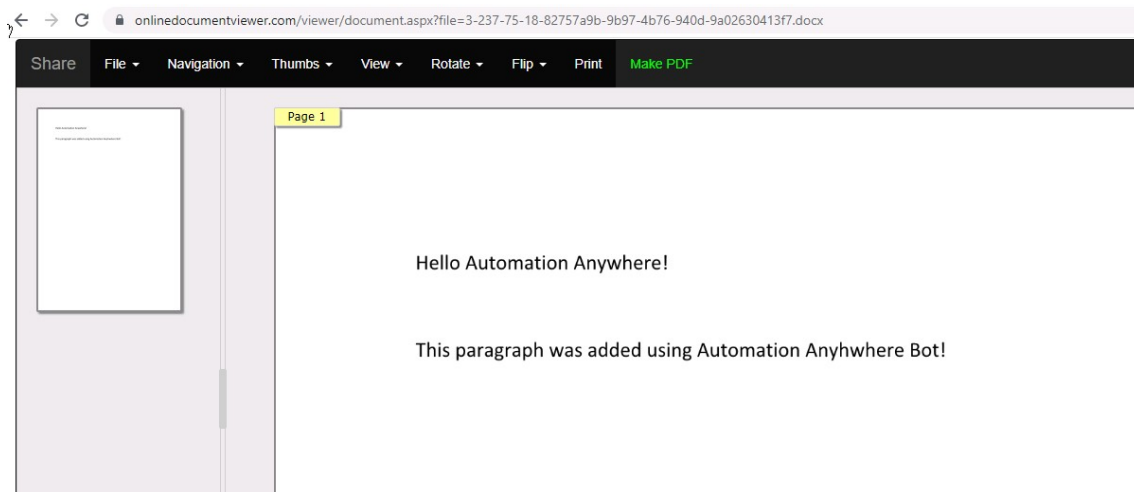 onlinedocumentviewer.com/viewer/document.aspx?file=3-237-75-18-82757a9b-9b97-4b76-940d-9a02630413f7.docx
Share File Navigation Thumbs View Rotate Flip Print Make PDF
Page 1
Hello Automation Anywhere!
This paragraph was added using Automation Anyhwhere Bot!